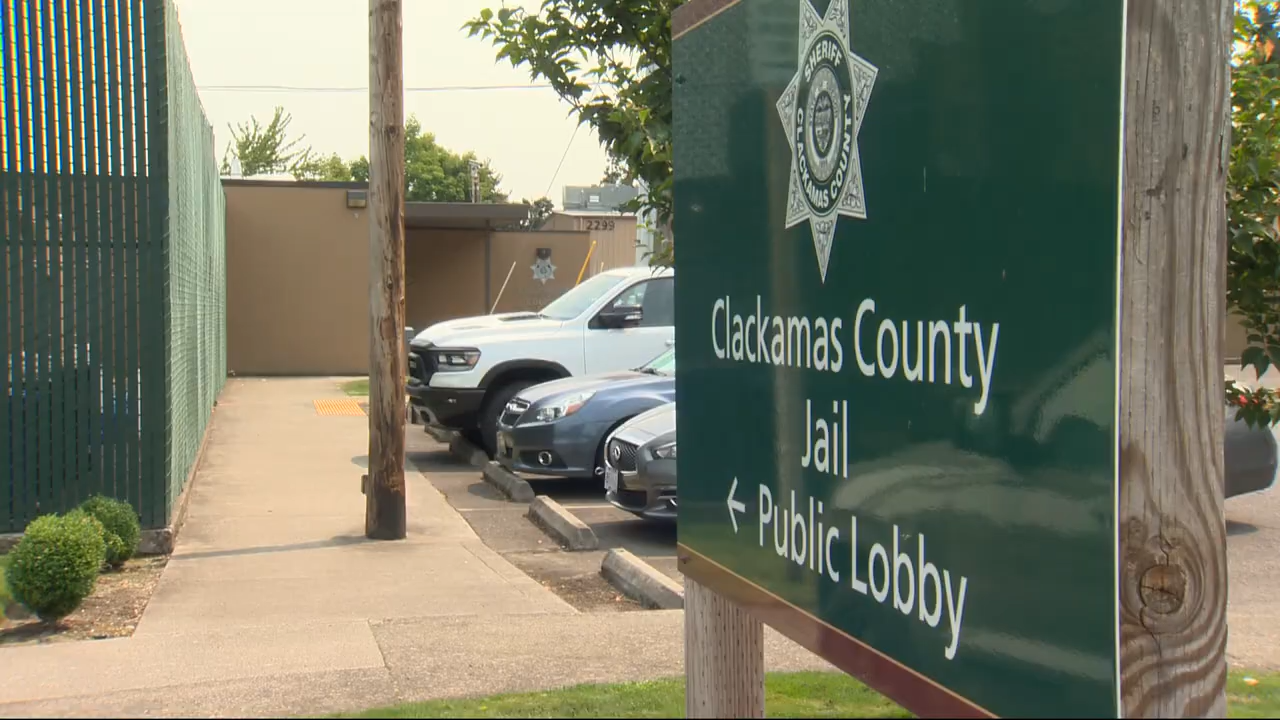 SHERIFF
CLACKAMAS COUNTY
Clackamas County
Jail
← Public Lobby
2299